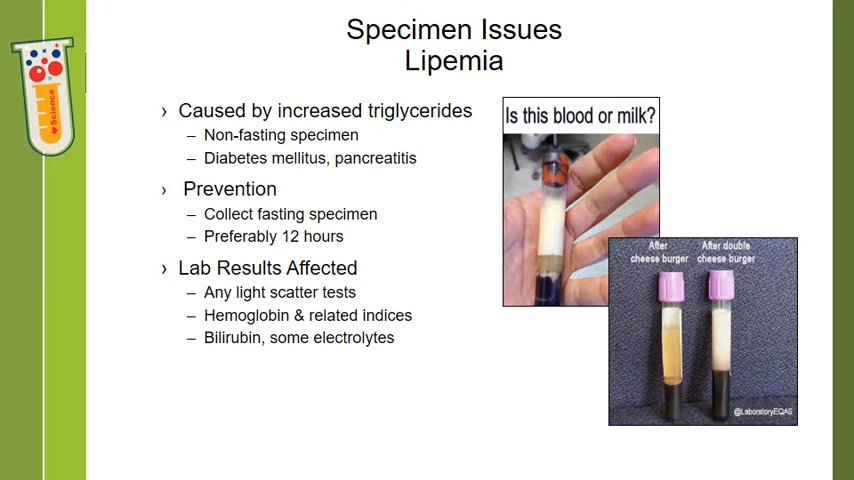 Specimen Issues
Lipemia
› Caused by increased triglycerides
– Non-fasting specimen
– Diabetes mellitus, pancreatitis
› Prevention
– Collect fasting specimen
– Preferably 12 hours
› Lab Results Affected
– Any light scatter tests
– Hemoglobin & related indices
– Bilirubin, some electrolytes
Is this blood or milk?
After
cheese burger
After double
cheese burger
@LaboratoryEQAS
♥Science